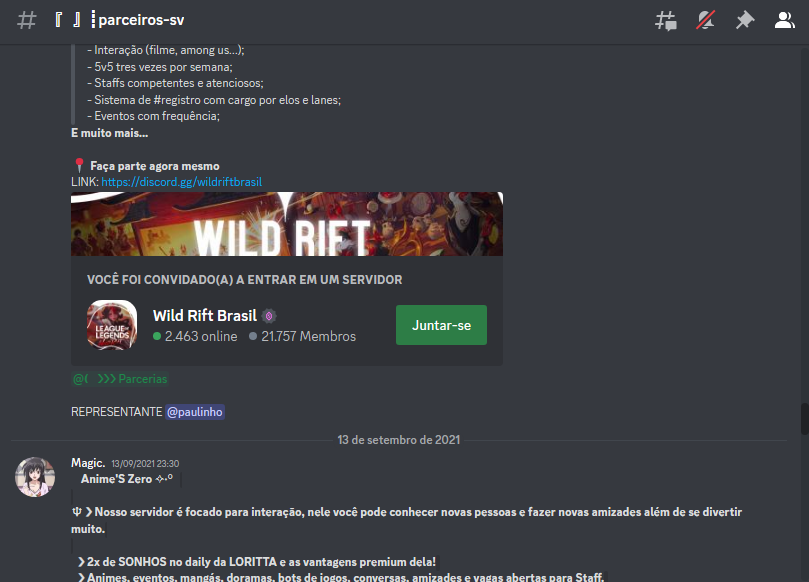 # 『 』┋parceiros-sv
- Interação (filme, among us...);
- 5v5 tres vezes por semana;
- Staffs competentes e atenciosos;
- Sistema de #registro com cargo por elos e lanes;
- Eventos com frequência;
E muito mais...
📍 Faça parte agora mesmo
LINK: https://discord.gg/wildriftbrasil
WILD RIFT
VOCÊ FOI CONVIDADO(A) A ENTRAR EM UM SERVIDOR
LEAGUE OF LEGENDS
Wild Rift Brasil
2.463 online 21.757 Membros
Juntar-se
@⟨ ❯❯❯ Parcerias
REPRESENTANTE @paulinho
13 de setembro de 2021
Magic. 13/09/2021 23:30
Anime'S Zero ✧･°
♆ ❯ Nosso servidor é focado para interação, nele você pode conhecer novas pessoas e fazer novas amizades além de se divertir
muito.
❯ 2x de SONHOS no daily da LORITTA e as vantagens premium dela!
❯ Animes, eventos, mangás, doramas, bots de jogos, conversas, amizades e vagas abertas para Staff.